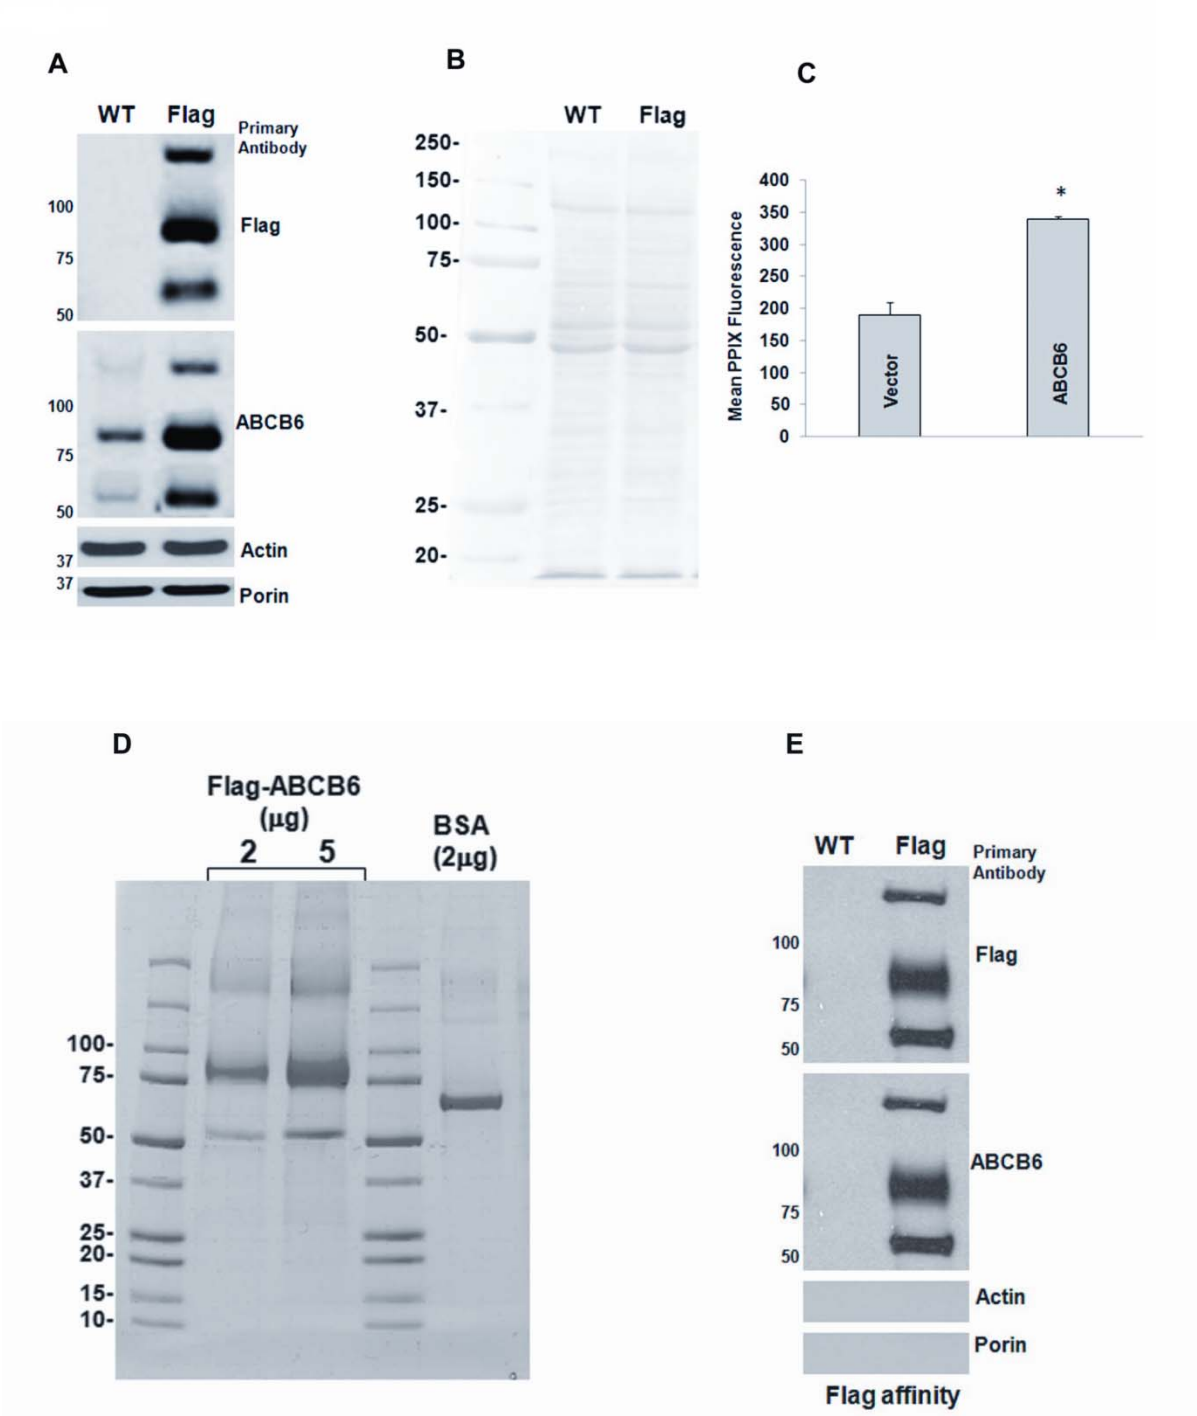 A
WT Flag
Primary
Antibody
100
Flag
75
50
100
ABCB6
75
50
Actin
37
37
Porin
B
WT Flag
250-
150-
100-
75-
50-
37-
25-
20-
C
400
350
300
250
200
150
100
50
0
Mean PPIX Fluorescence
*
Vector
ABCB6
D
Flag-ABCB6
(µg)
2 5
BSA
(2µg)
100-
75-
50-
37-
25-
20-
15-
10-
E
WT Flag
Primary
Antibody
100
Flag
75
50
100
ABCB6
75
50
Actin
Porin
Flag affinity